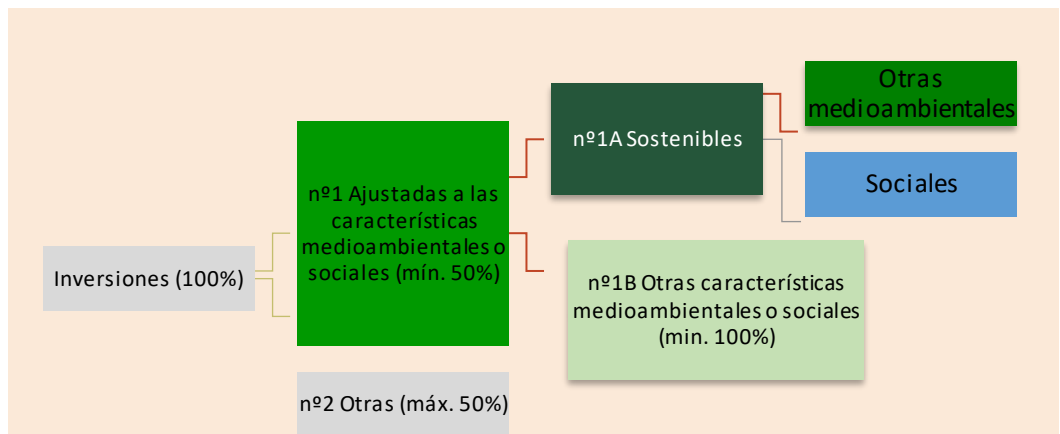 Inversiones (100%)
nº1 Ajustadas a las
características
medioambientales o
sociales (mín. 50%)
nº2 Otras (máx. 50%)
nº1A Sostenibles
nº1B Otras características
medioambientales o sociales
(min. 100%)
Otras
medioambientales
Sociales